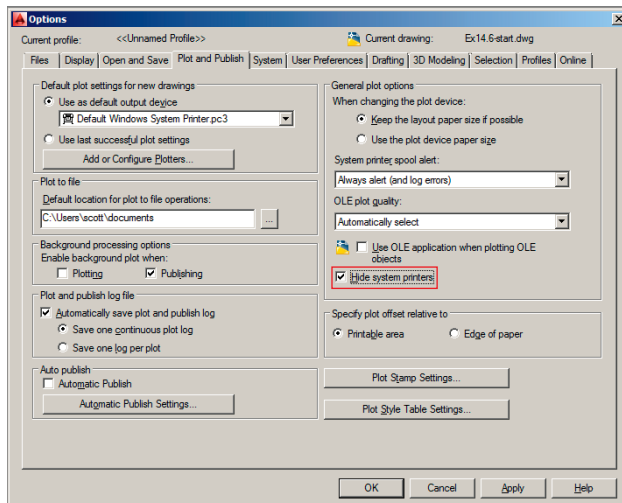 Options
Current profile: <<Unnamed Profile>> Current drawing: Ex14.6-start.dwg
Files Display Open and Save Plot and Publish System User Preferences Drafting 3D Modeling Selection Profiles Online
Default plot settings for new drawings
Use as default output device
Default Windows System Printer.pc3
Use last successful plot settings
Add or Configure Plotters...
Plot to file
Default location for plot to file operations:
C:\Users\scott\documents
...
Background processing options
Enable background plot when:
Plotting Publishing
Plot and publish log file
Automatically save plot and publish log
Save one continuous plot log
Save one log per plot
Auto publish
Automatic Publish
Automatic Publish Settings...
General plot options
When changing the plot device:
Keep the layout paper size if possible
Use the plot device paper size
System printer spool alert:
Always alert (and log errors)
OLE plot quality:
Automatically select
Use OLE application when plotting OLE
objects
Hide system printers
Specify plot offset relative to
Printable area Edge of paper
Plot Stamp Settings...
Plot Style Table Settings...
OK Cancel Apply Help